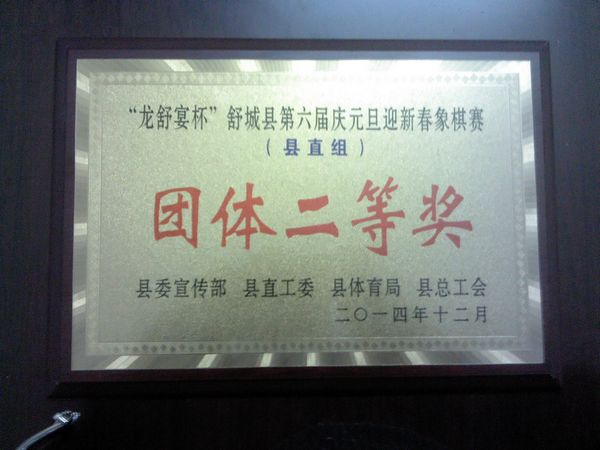 “龙舒宴杯”舒城县第六届庆元旦迎新春象棋赛
（县直组）
团体二等奖
县委宣传部 县直工委 县体育局 县总工会
二〇一四年十二月